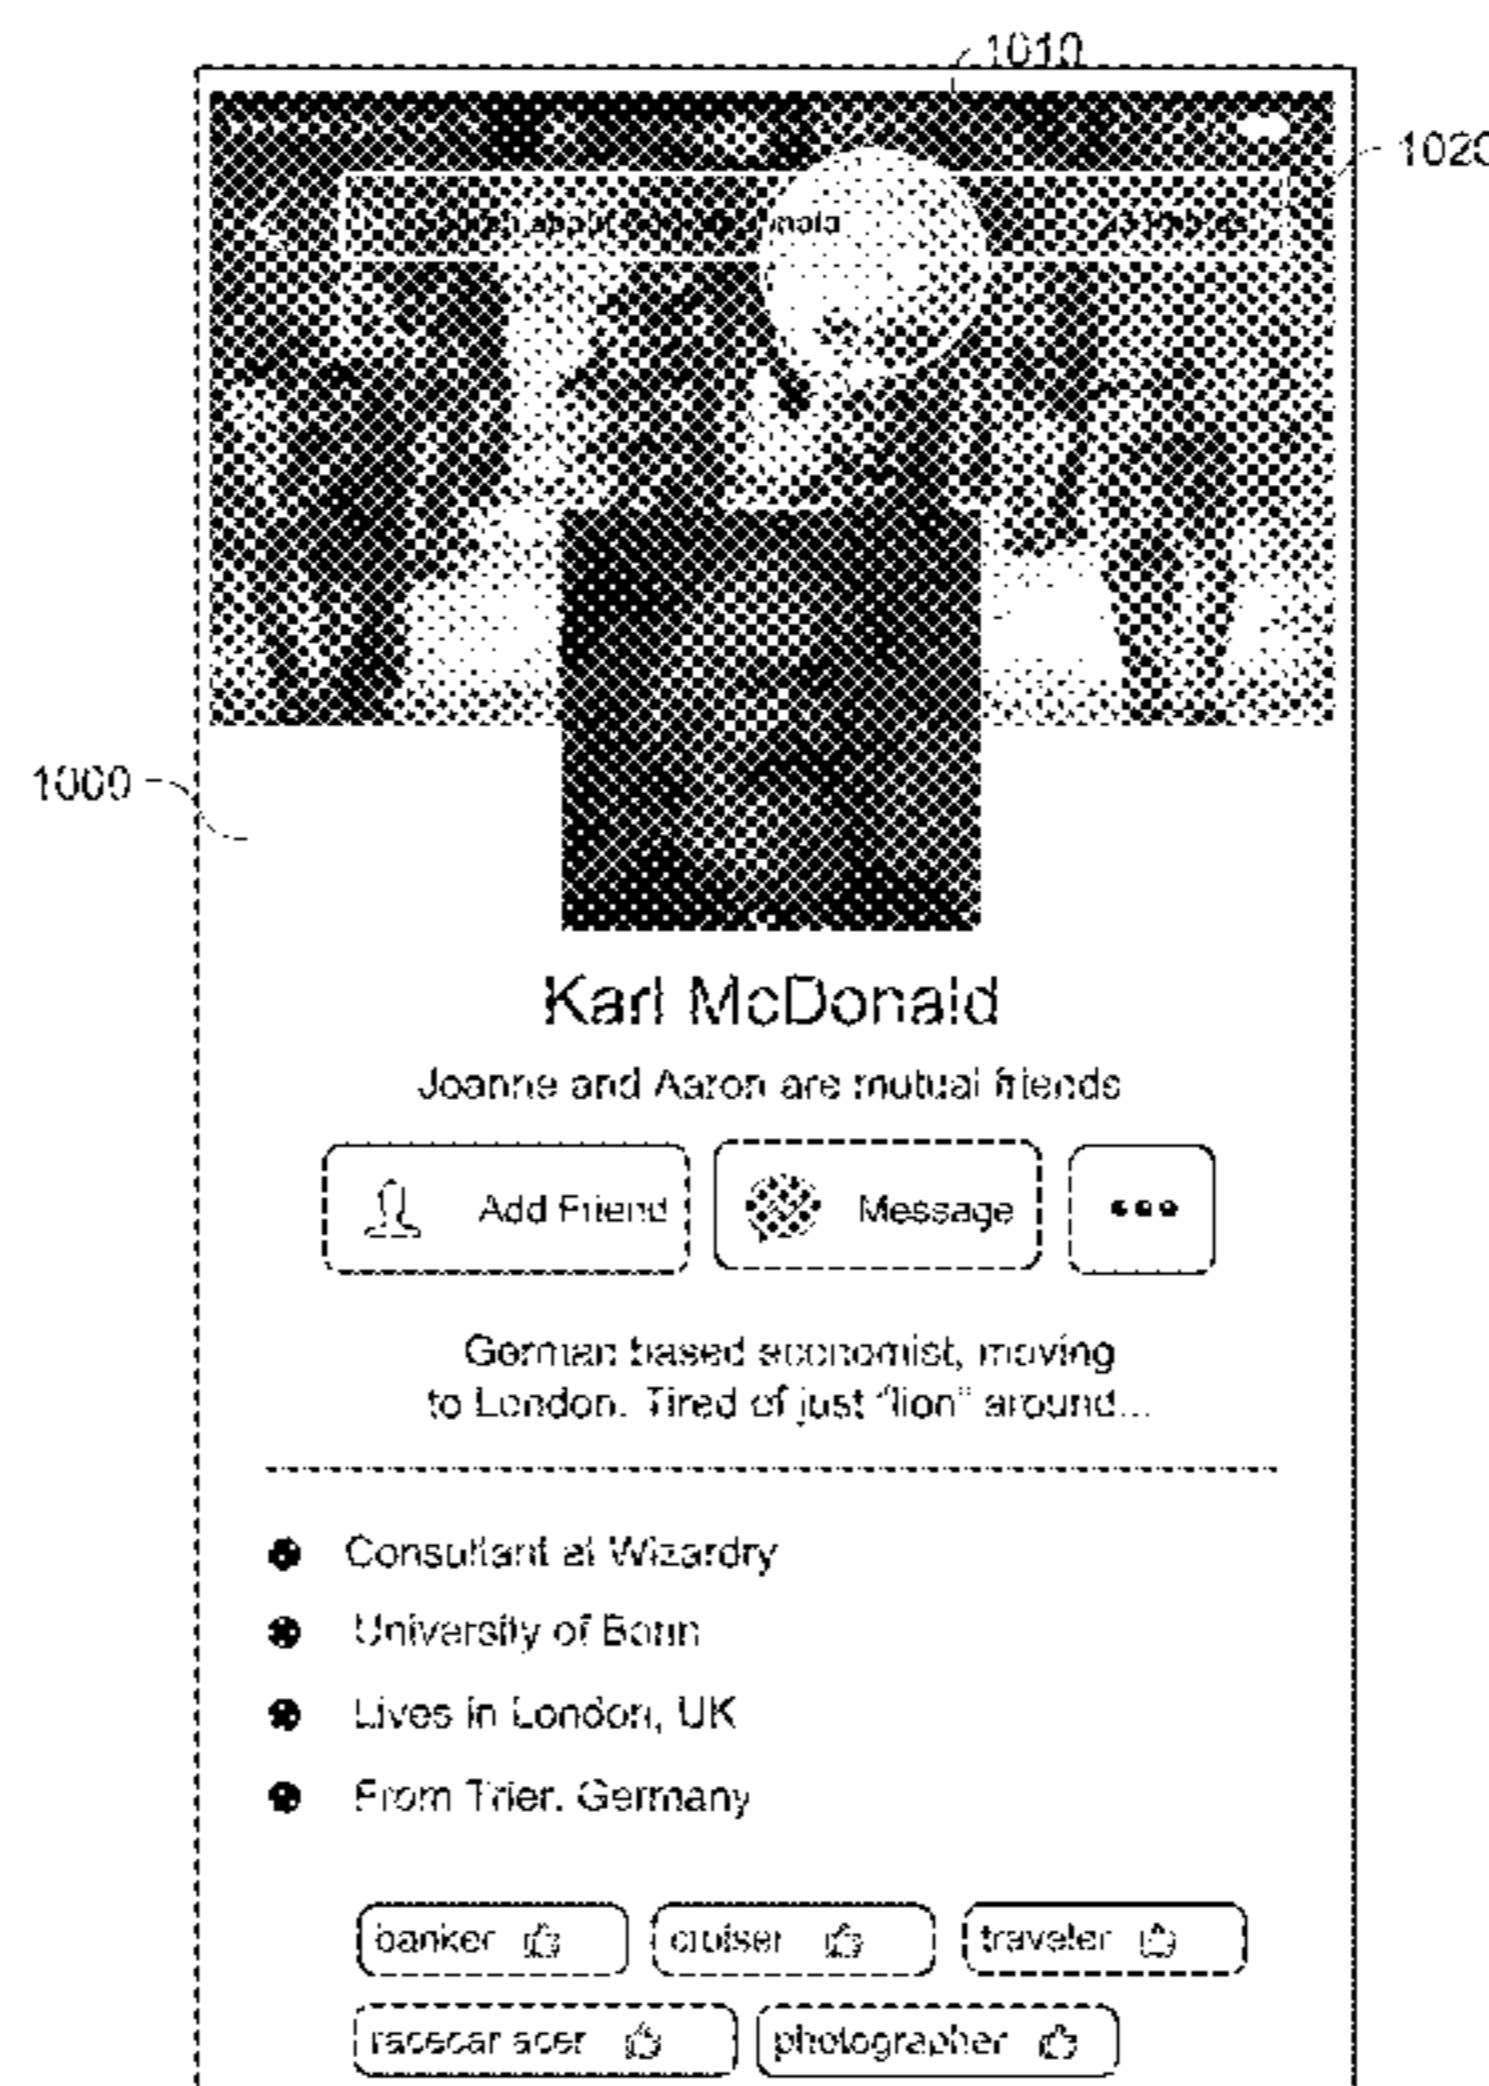 1010
1020
1000
Karl McDonald
Joanne and Aaron are mutual friends
Add Friend
Message
German based economist, moving
to London. Tired of just "lion" around...
Consultant at Wizardry
University of Bonn
Lives in London, UK
From Trier, Germany
banker
cruiser
traveler
racecar acer
photographer